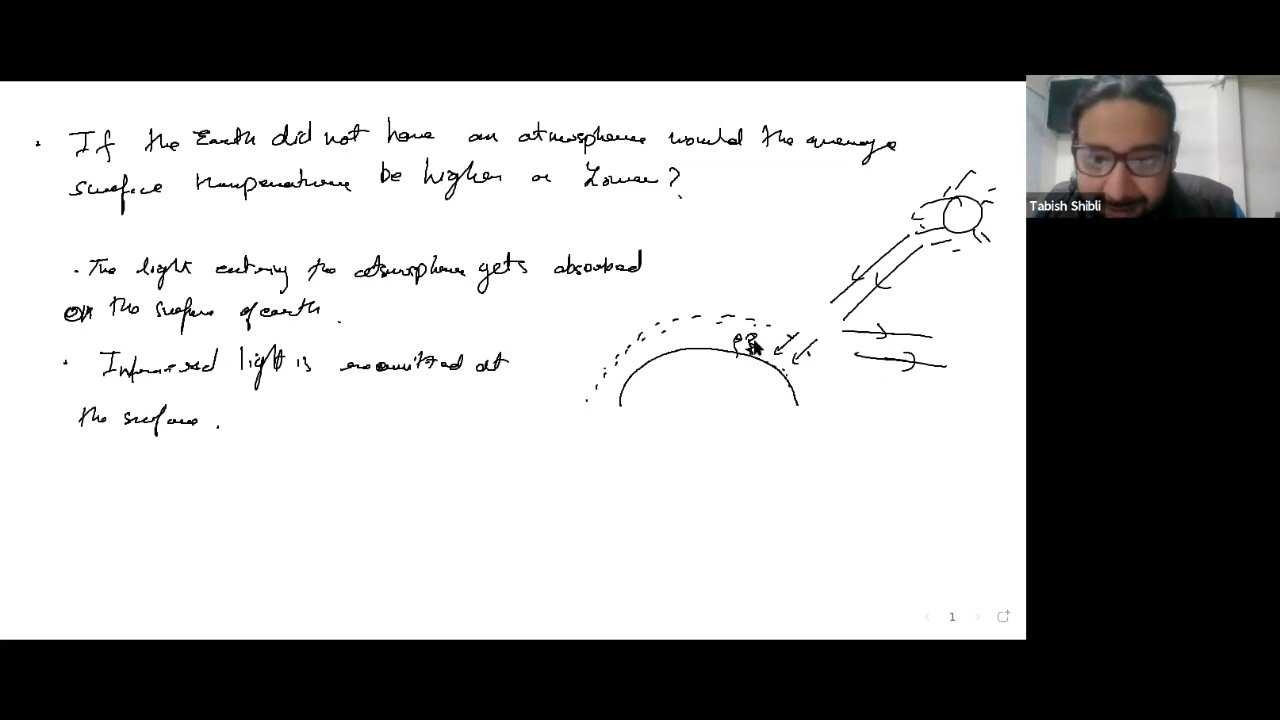 If the Earth did not have an atmosphere would the average
surface temperature be higher or Lower?
. The light entering the atmosphere gets absorbed
on the surface of earth.
. Infrared light is reemitted at
the surface.
Tabish Shibli
1